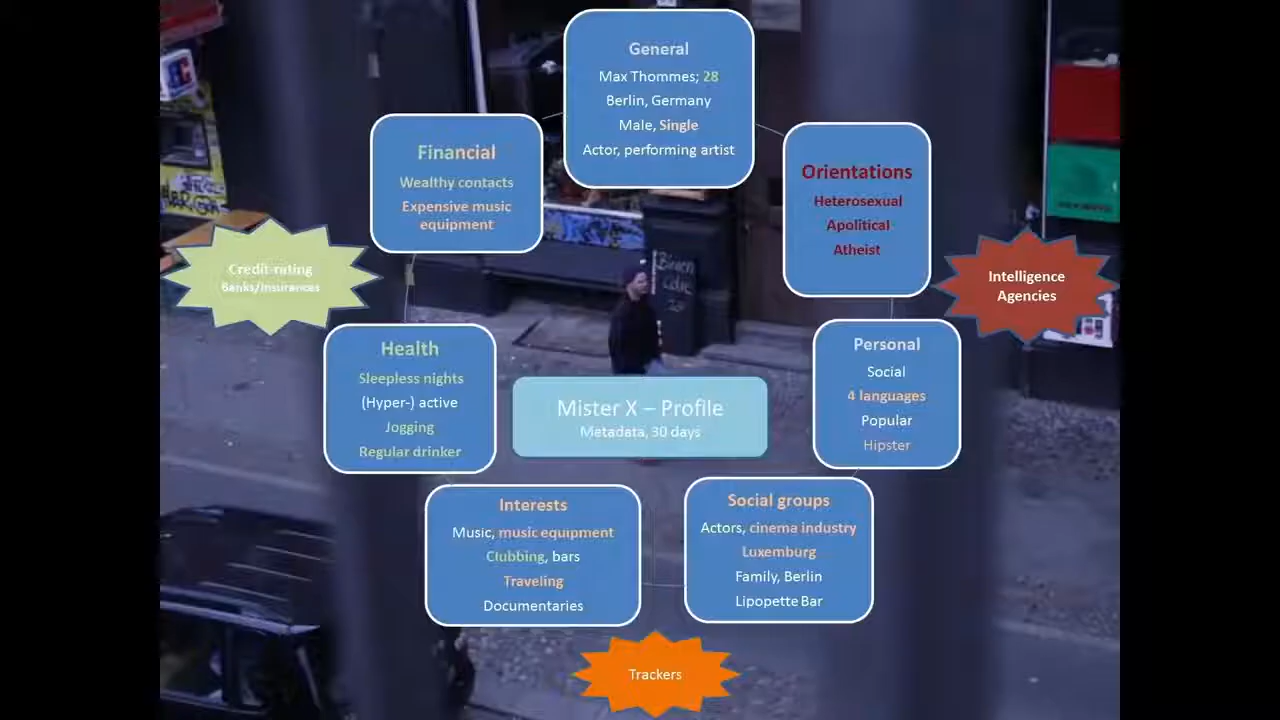 General
Max Thommes; 28
Berlin, Germany
Male, Single
Actor, performing artist
Financial
Wealthy contacts
Expensive music
equipment
Orientations
Heterosexual
Apolitical
Atheist
Credit-rating
Banks/Insurances
Intelligence
Agencies
Health
Sleepless nights
(Hyper-) active
Jogging
Regular drinker
Mister X – Profile
Metadata, 30 days
Personal
Social
4 languages
Popular
Hipster
Interests
Music, music equipment
Clubbing, bars
Traveling
Documentaries
Social groups
Actors, cinema industry
Luxemburg
Family, Berlin
Lipopette Bar
Trackers